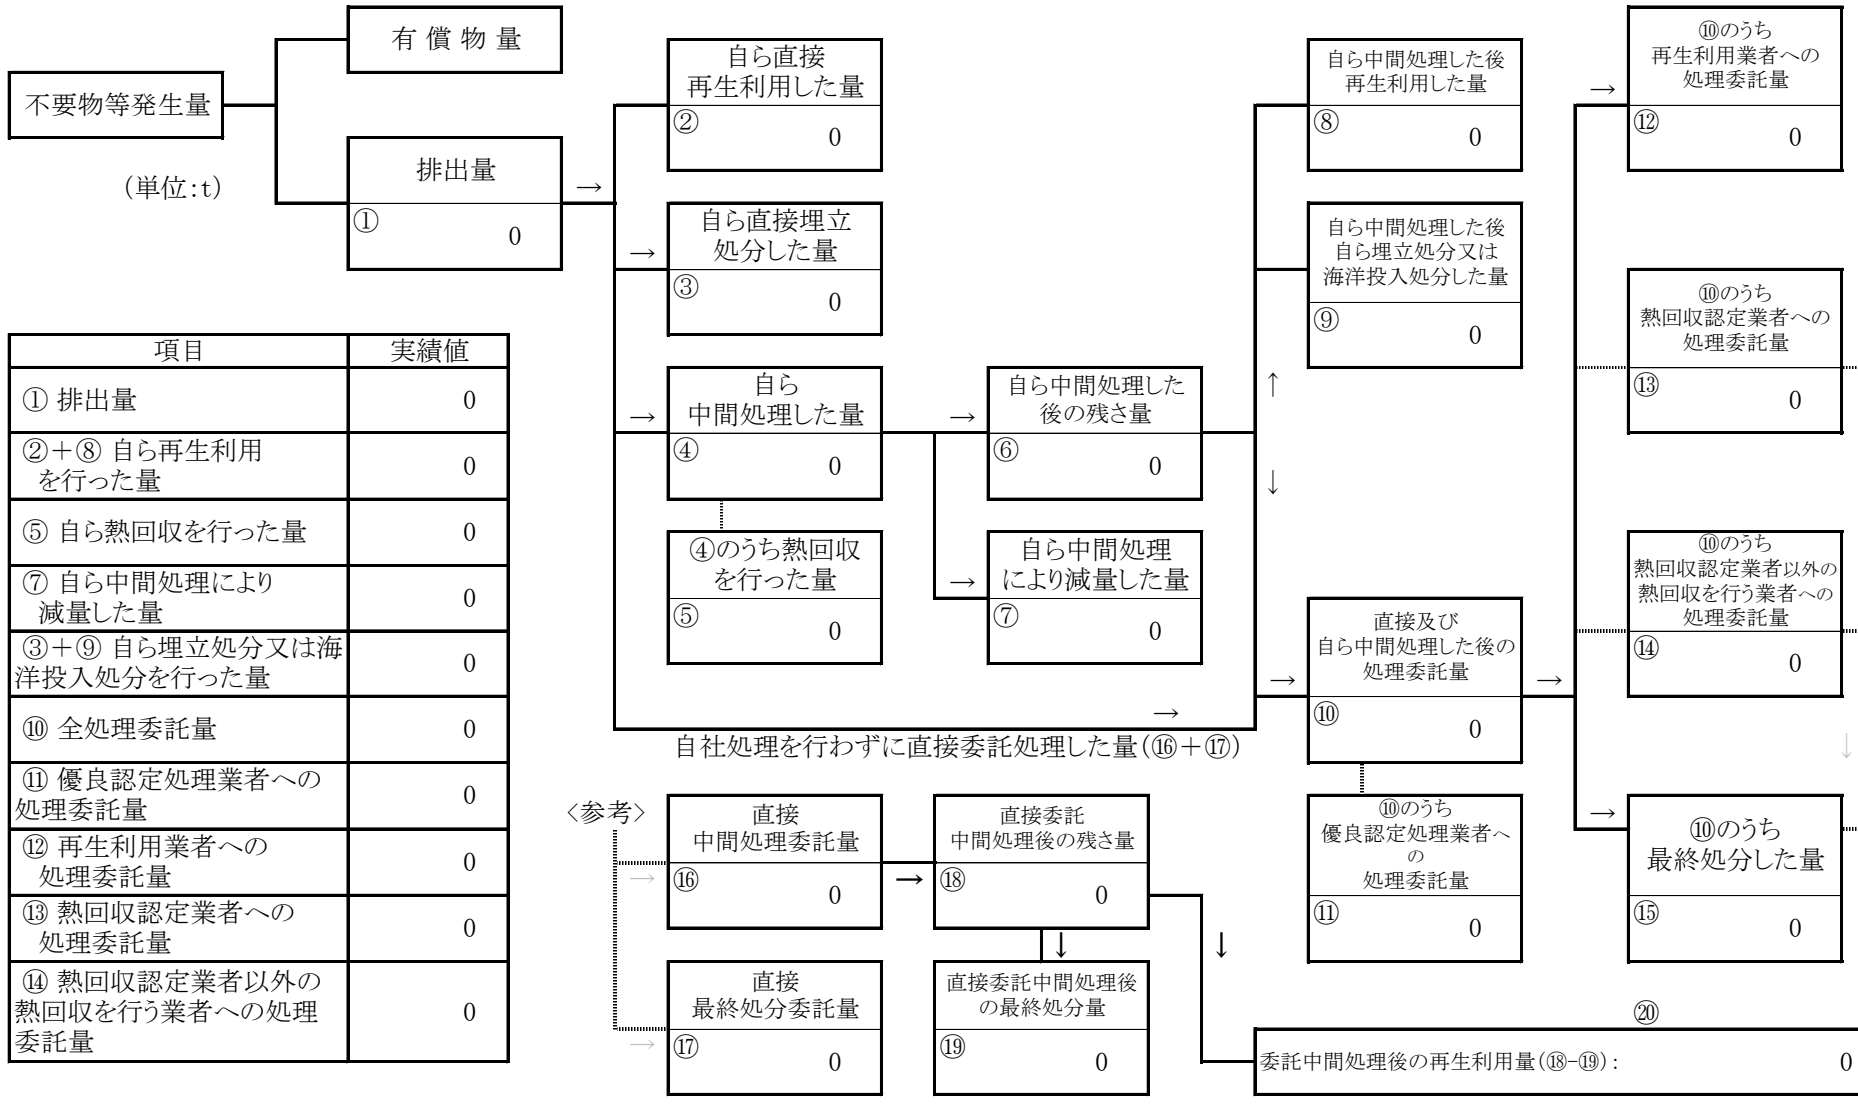 有 償 物 量
不要物等発生量
(単位:t)
排出量
①
0
→
自ら直接
再生利用した量
②
0
→
自ら直接埋立
処分した量
③
0
→
自ら
中間処理した量
④
0
④のうち熱回収
を行った量
⑤
0
→
自ら中間処理した
後の残さ量
⑥
0
→
自ら中間処理
により減量した量
⑦
0
自ら中間処理した後
再生利用した量
⑧
0
自ら中間処理した後
自ら埋立処分又は
海洋投入処分した量
⑨
0
↑
↓
→
直接及び
自ら中間処理した後の
処理委託量
⑩
0
→
⑩のうち
優良認定処理業者へ
の
処理委託量
⑪
0
→
⑩のうち
再生利用業者への
処理委託量
⑫
0
⑩のうち
熱回収認定業者への
処理委託量
⑬
0
⑩のうち
熱回収認定業者以外の
熱回収を行う業者への
処理委託量
⑭
0
↓
→
⑩のうち
最終処分した量
⑮
0
→
自社処理を行わずに直接委託処理した量(⑯+⑰)
<参考>
→
直接
中間処理委託量
⑯
0
→
直接委託
中間処理後の残さ量
⑱
0
↓
↓
→
直接
最終処分委託量
⑰
0
直接委託中間処理後
の最終処分量
⑲
0
⑳
委託中間処理後の再生利用量(⑱-⑲): 0
項目 実績値
① 排出量 0
②+⑧ 自ら再生利用
を行った量 0
⑤ 自ら熱回収を行った量 0
⑦ 自ら中間処理により
減量した量 0
③+⑨ 自ら埋立処分又は海
洋投入処分を行った量 0
⑩ 全処理委託量 0
⑪ 優良認定処理業者への
処理委託量 0
⑫ 再生利用業者への
処理委託量 0
⑬ 熱回収認定業者への
処理委託量 0
⑭ 熱回収認定業者以外の
熱回収を行う業者への処理
委託量 0